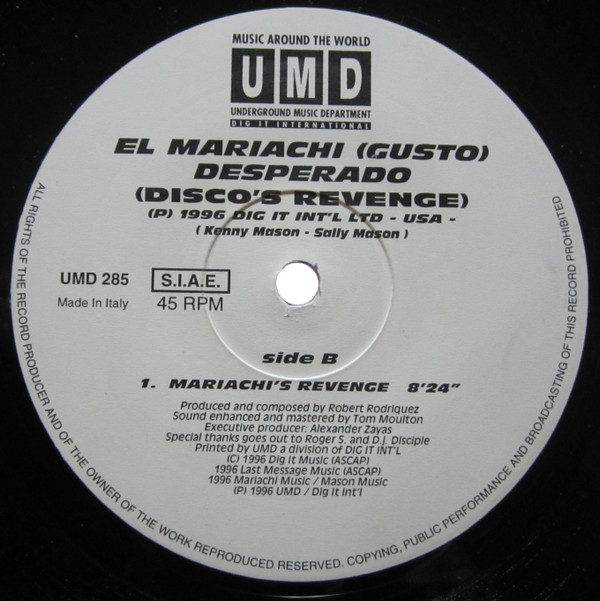 MUSIC AROUND THE WORLD
UMD
UNDERGROUND MUSIC DEPARTMENT
DIG IT INTERNATIONAL
EL MARIACHI (GUSTO)
DESPERADO
(DISCO'S REVENGE)
(P) 1996 DIG IT INT'L LTD - USA -
( Kenny Mason - Sally Mason )
UMD 285
S.I.A.E.
Made In Italy
45 RPM
side B
1. MARIACHI'S REVENGE 8'24"
Produced and composed by Robert Rodriquez
Sound enhanced and mastered by Tom Moulton
Executive producer: Alexander Zayas
Special thanks goes out to Roger S. and D.j. Disciple
Printed by UMD a division of DIG IT INT'L
(C) 1996 Dig It Music (ASCAP)
1996 Last Message Music (ASCAP)
1996 Mariachi Music / Mason Music
(P) 1996 UMD / Dig It Int'l
ALL RIGHTS OF THE RECORD PRODUCER AND OF THE OWNER OF THE WORK REPRODUCED RESERVED. COPYING, PUBLIC PERFORMANCE AND BROADCASTING OF THIS RECORD PROHIBITED